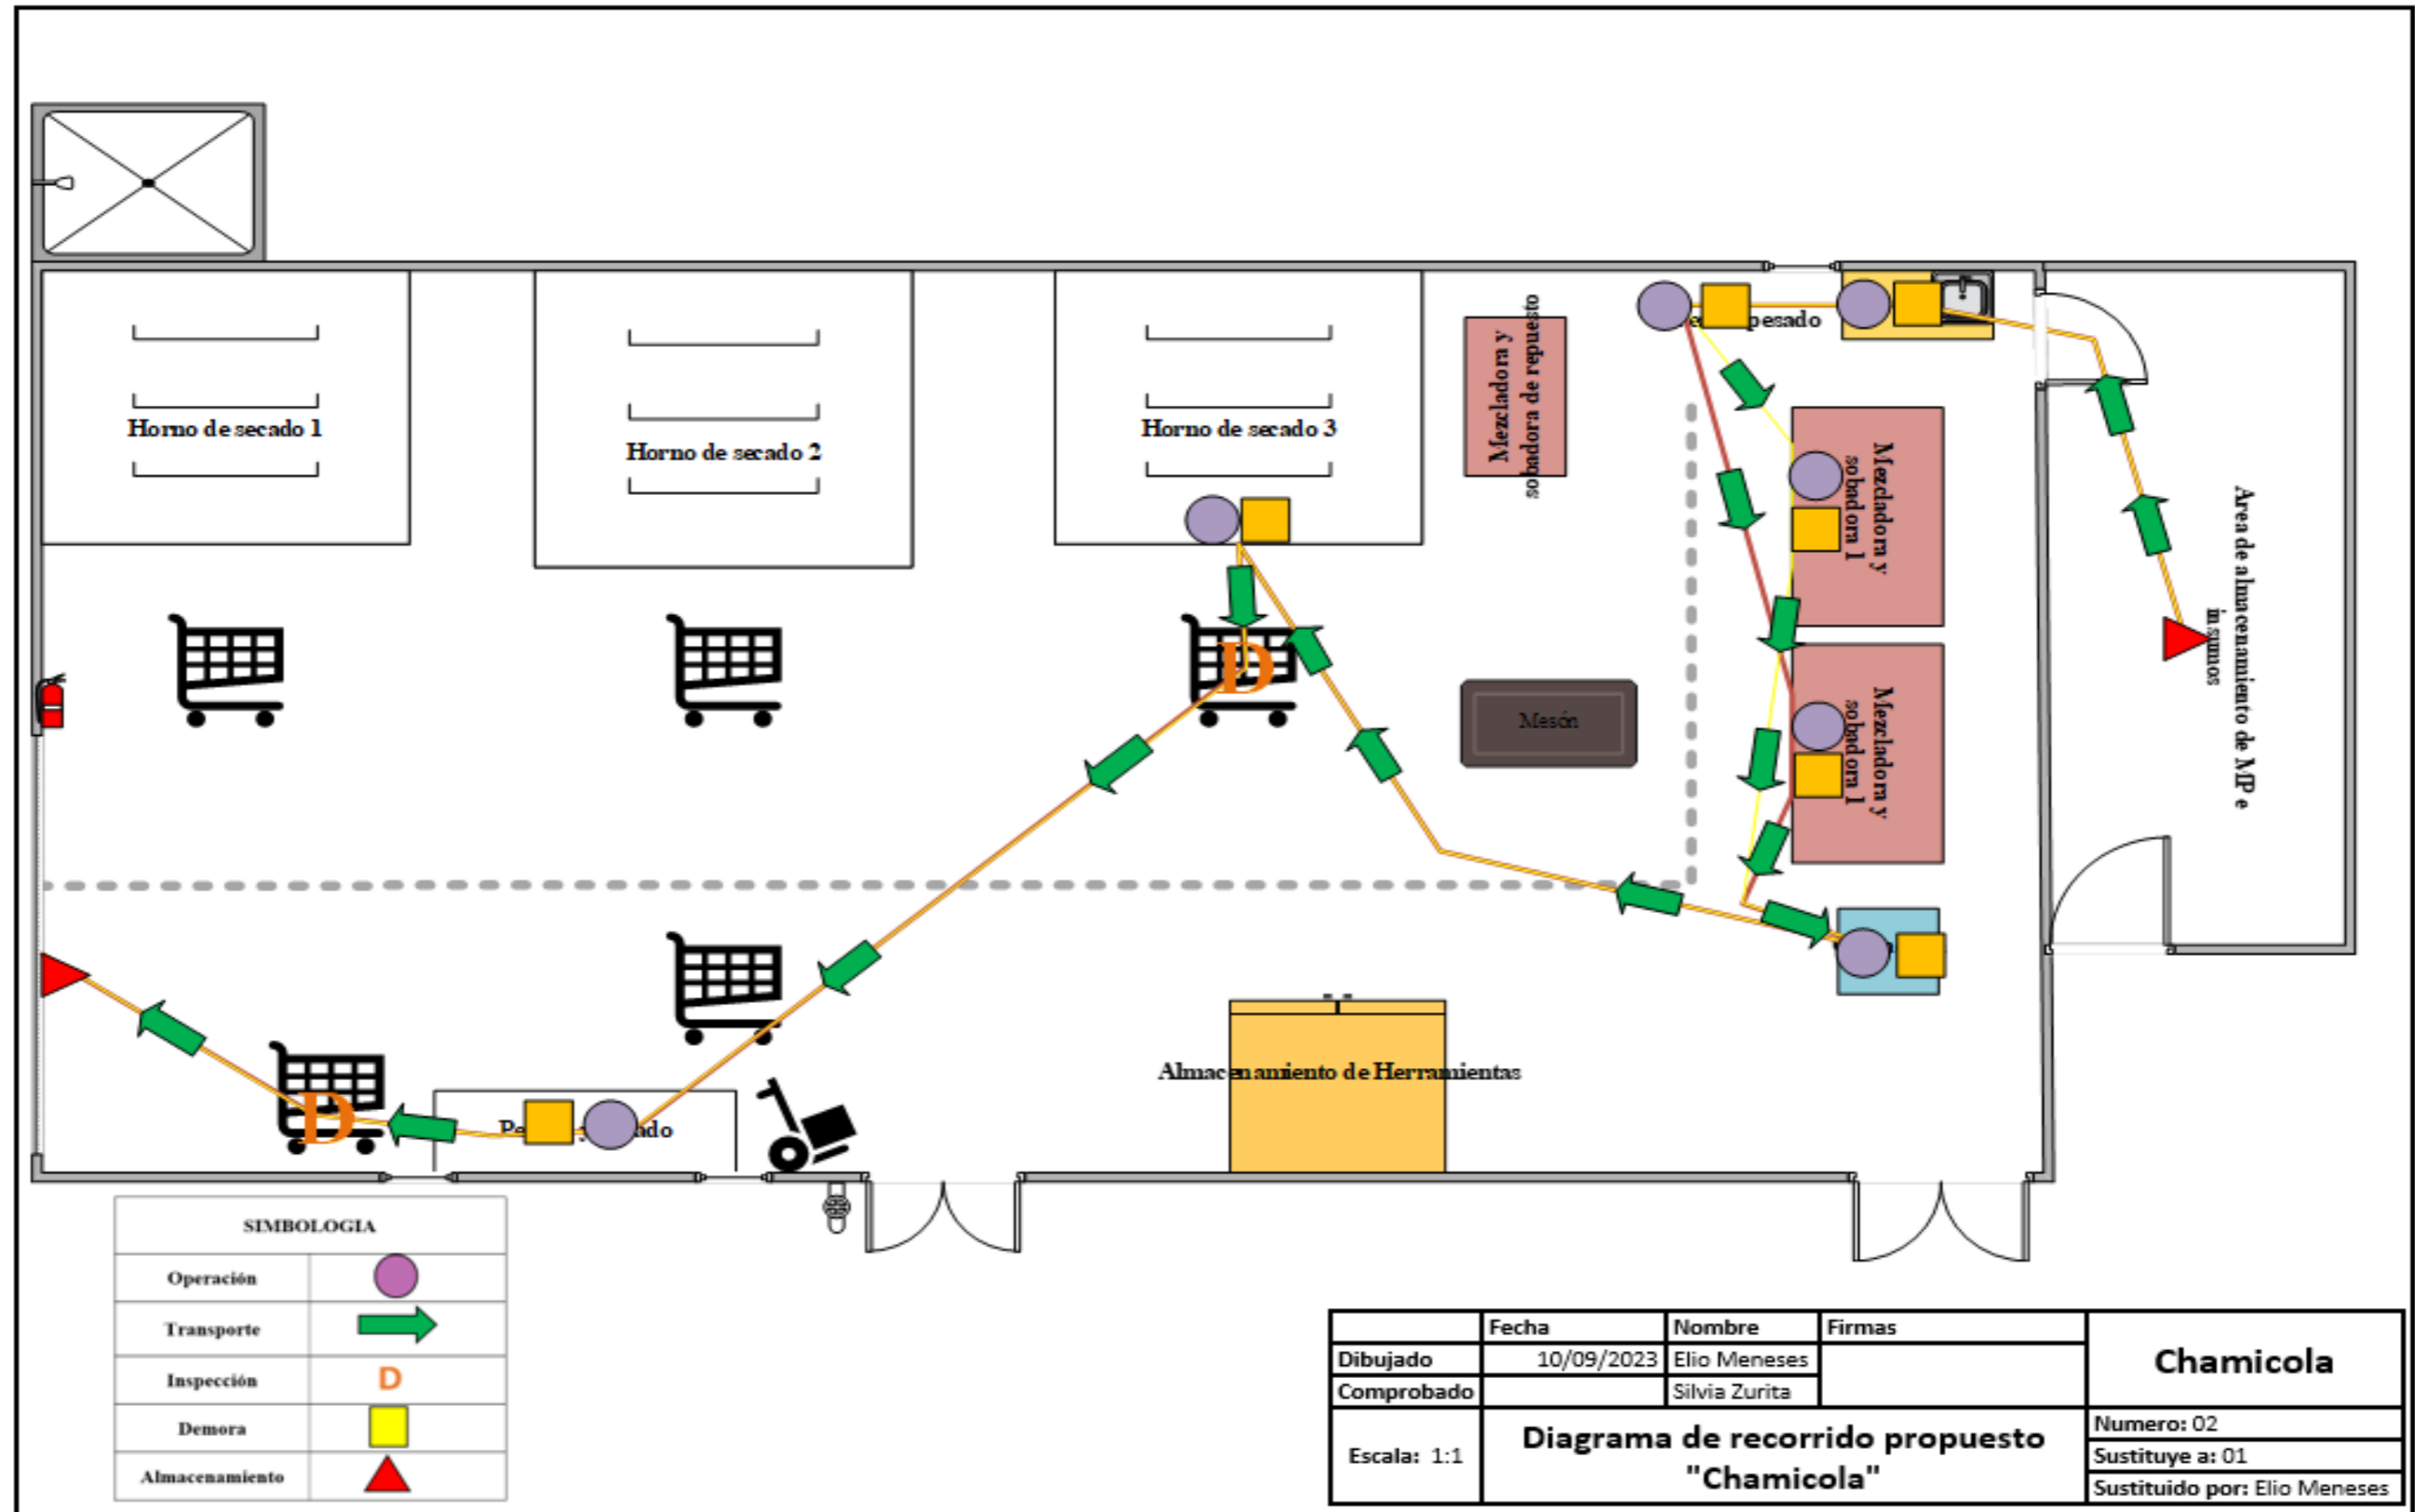 Horno de secado 1
Horno de secado 2
Horno de secado 3
Mezcladora y
sobadora de repuesto
pesado
Mezcladora y
sobadora 1
Mezcladora y
sobadora 1
Area de almacenamiento de MP e
insumos
Mesón
D
Almacenamiento de Herramientas
D
SIMBOLOGIA
Operación
Transporte
Inspección D
Demora
Almacenamiento
Fecha Nombre Firmas
Dibujado 10/09/2023 Elio Meneses
Comprobado Silvia Zurita
Chamicola
Escala: 1:1
Diagrama de recorrido propuesto
"Chamicola"
Numero: 02
Sustituye a: 01
Sustituido por: Elio Meneses